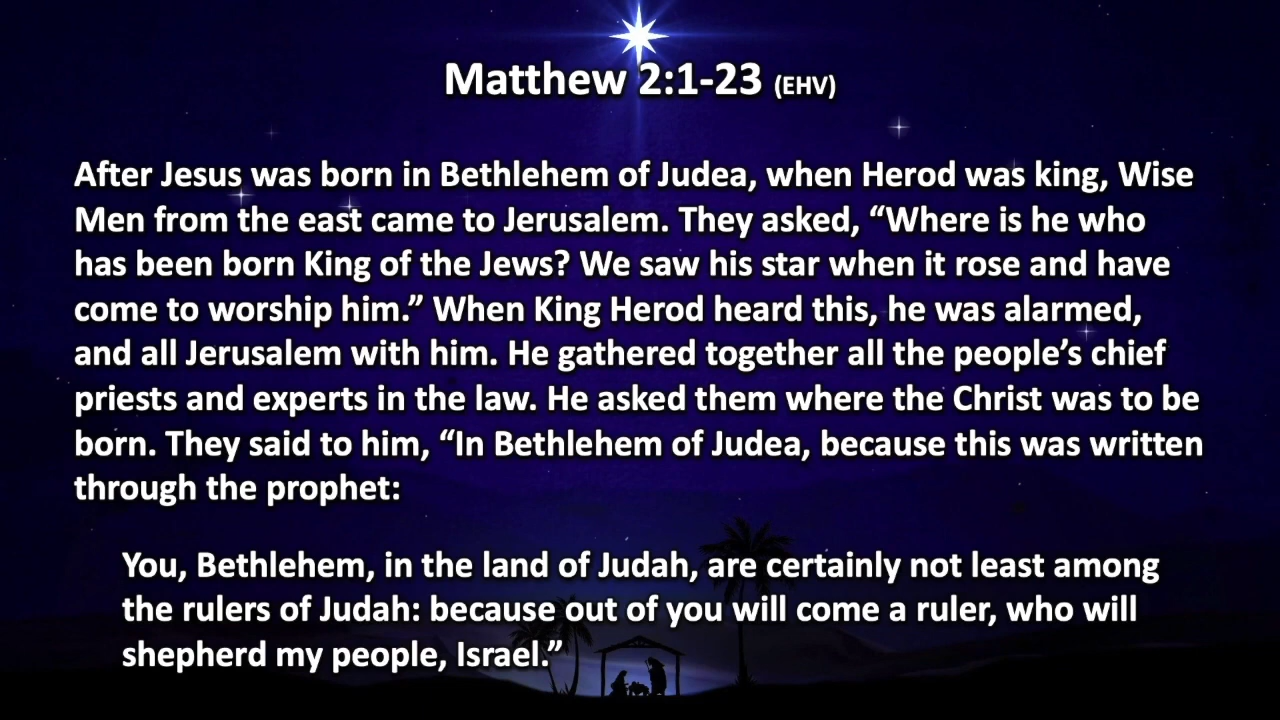 Matthew 2:1-23 (EHV)
After Jesus was born in Bethlehem of Judea, when Herod was king, Wise
Men from the east came to Jerusalem. They asked, “Where is he who
has been born King of the Jews? We saw his star when it rose and have
come to worship him.” When King Herod heard this, he was alarmed,
and all Jerusalem with him. He gathered together all the people’s chief
priests and experts in the law. He asked them where the Christ was to be
born. They said to him, “In Bethlehem of Judea, because this was written
through the prophet:
You, Bethlehem, in the land of Judah, are certainly not least among
the rulers of Judah: because out of you will come a ruler, who will
shepherd my people, Israel.”